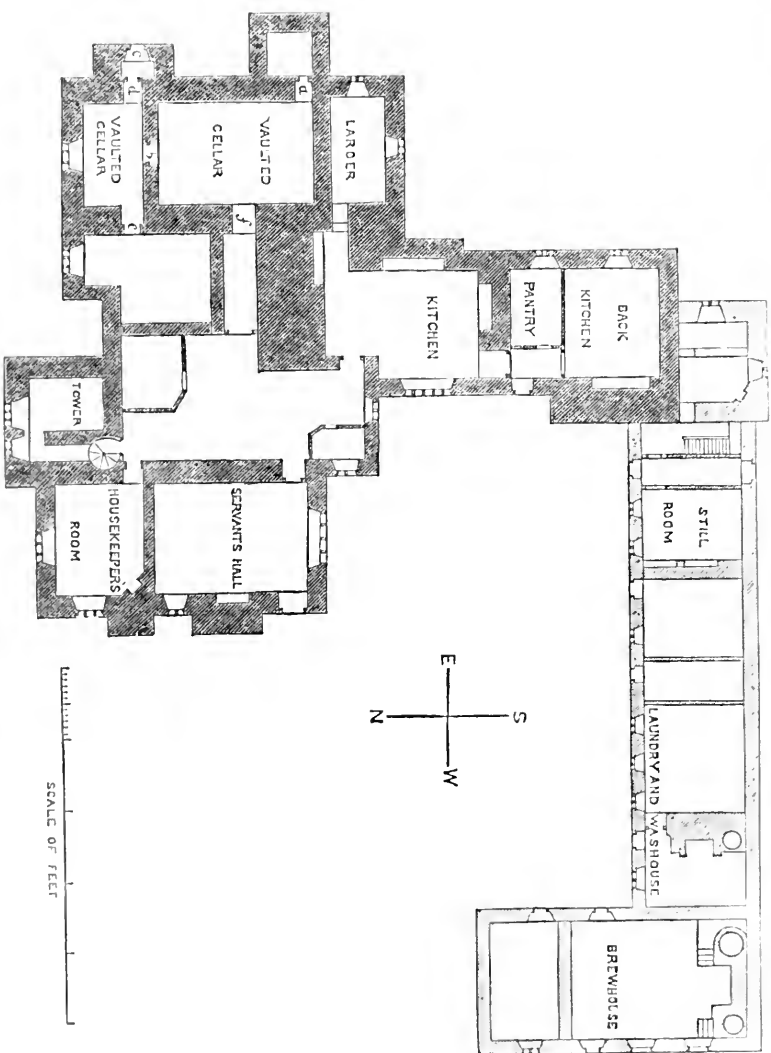 c
d
VAULTED
CELLAR
b
e
VAULTED
CELLAR
a
f
LARDER
KITCHEN
PANTRY
BACK
KITCHEN
TOWER
HOUSEKEEPERS
ROOM
SERVANTS HALL
STILL
ROOM
LAUNDRY AND WASHOUSE
BREWHOUSE
E
S
N
W
SCALE OF FEET